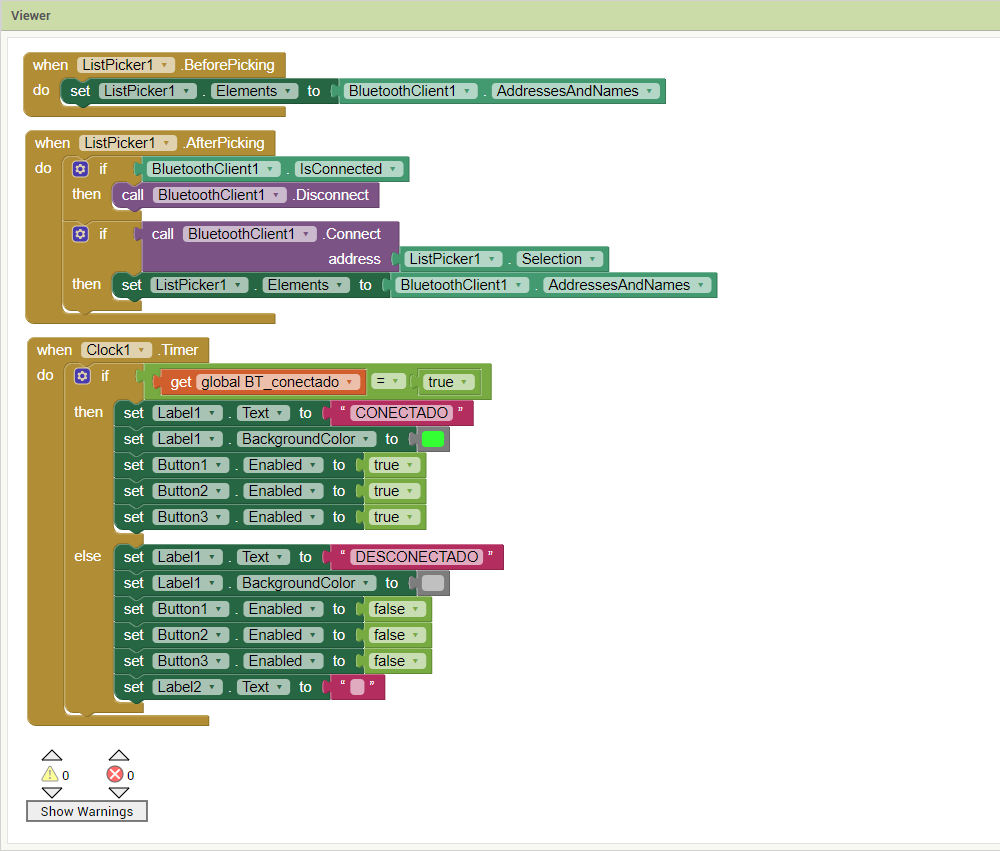 Viewer
when ListPicker1 .BeforePicking
do set ListPicker1 . Elements to BluetoothClient1 . AddressesAndNames
when ListPicker1 .AfterPicking
do if BluetoothClient1 . IsConnected
then call BluetoothClient1 .Disconnect
if call BluetoothClient1 .Connect
address ListPicker1 . Selection
then set ListPicker1 . Elements to BluetoothClient1 . AddressesAndNames
when Clock1 .Timer
do if get global BT_conectado = true
then set Label1 . Text to “ CONECTADO ”
set Label1 . BackgroundColor to
set Button1 . Enabled to true
set Button2 . Enabled to true
set Button3 . Enabled to true
else set Label1 . Text to “ DESCONECTADO ”
set Label1 . BackgroundColor to
set Button1 . Enabled to false
set Button2 . Enabled to false
set Button3 . Enabled to false
set Label2 . Text to “ ”
0 0
Show Warnings